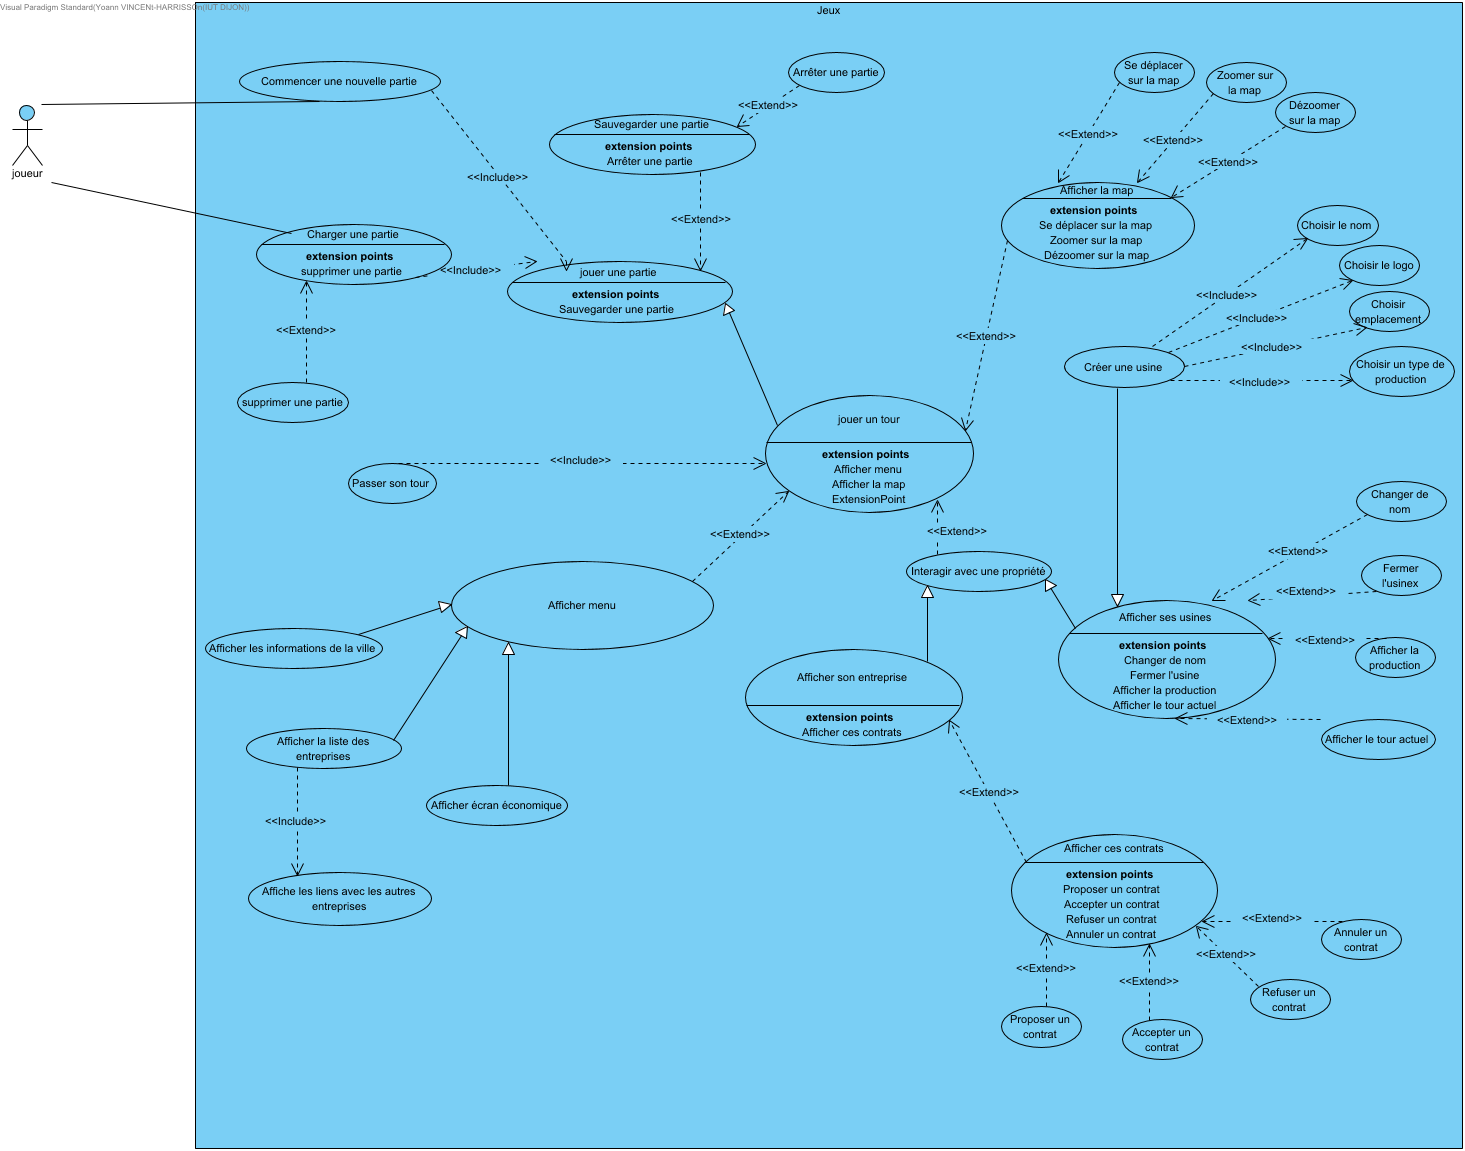 Visual Paradigm Standard(Yoann VINCENt-HARRISSOn(IUT DIJON))
Jeux
joueur
Commencer une nouvelle partie
Arrêter une partie
<<Extend>>
Sauvegarder une partie
extension points
Arrêter une partie
<<Include>>
<<Extend>>
Charger une partie
extension points
supprimer une partie
<<Include>>
jouer une partie
extension points
Sauvegarder une partie
<<Extend>>
supprimer une partie
Se déplacer
sur la map
Zoomer sur
la map
Dézoomer
sur la map
<<Extend>>
<<Extend>>
<<Extend>>
Afficher la map
extension points
Se déplacer sur la map
Zoomer sur la map
Dézoomer sur la map
<<Extend>>
Choisir le nom
Choisir le logo
Choisir
emplacement
Choisir un type de
production
<<Include>>
<<Include>>
<<Include>>
<<Include>>
Créer une usine
jouer un tour
extension points
Afficher menu
Afficher la map
ExtensionPoint
<<Include>>
Passer son tour
<<Extend>>
<<Extend>>
Interagir avec une propriété
Afficher menu
Afficher les informations de la ville
Afficher la liste des
entreprises
Afficher écran économique
<<Include>>
Affiche les liens avec les autres
entreprises
Changer de
nom
<<Extend>>
Fermer
l'usinex
<<Extend>>
Afficher ses usines
extension points
Changer de nom
Fermer l'usine
Afficher la production
Afficher le tour actuel
<<Extend>>
Afficher la
production
<<Extend>>
Afficher le tour actuel
Afficher son entreprise
extension points
Afficher ces contrats
<<Extend>>
Afficher ces contrats
extension points
Proposer un contrat
Accepter un contrat
Refuser un contrat
Annuler un contrat
<<Extend>>
Annuler un
contrat
<<Extend>>
Refuser un
contrat
<<Extend>>
Proposer un
contrat
<<Extend>>
Accepter un
contrat